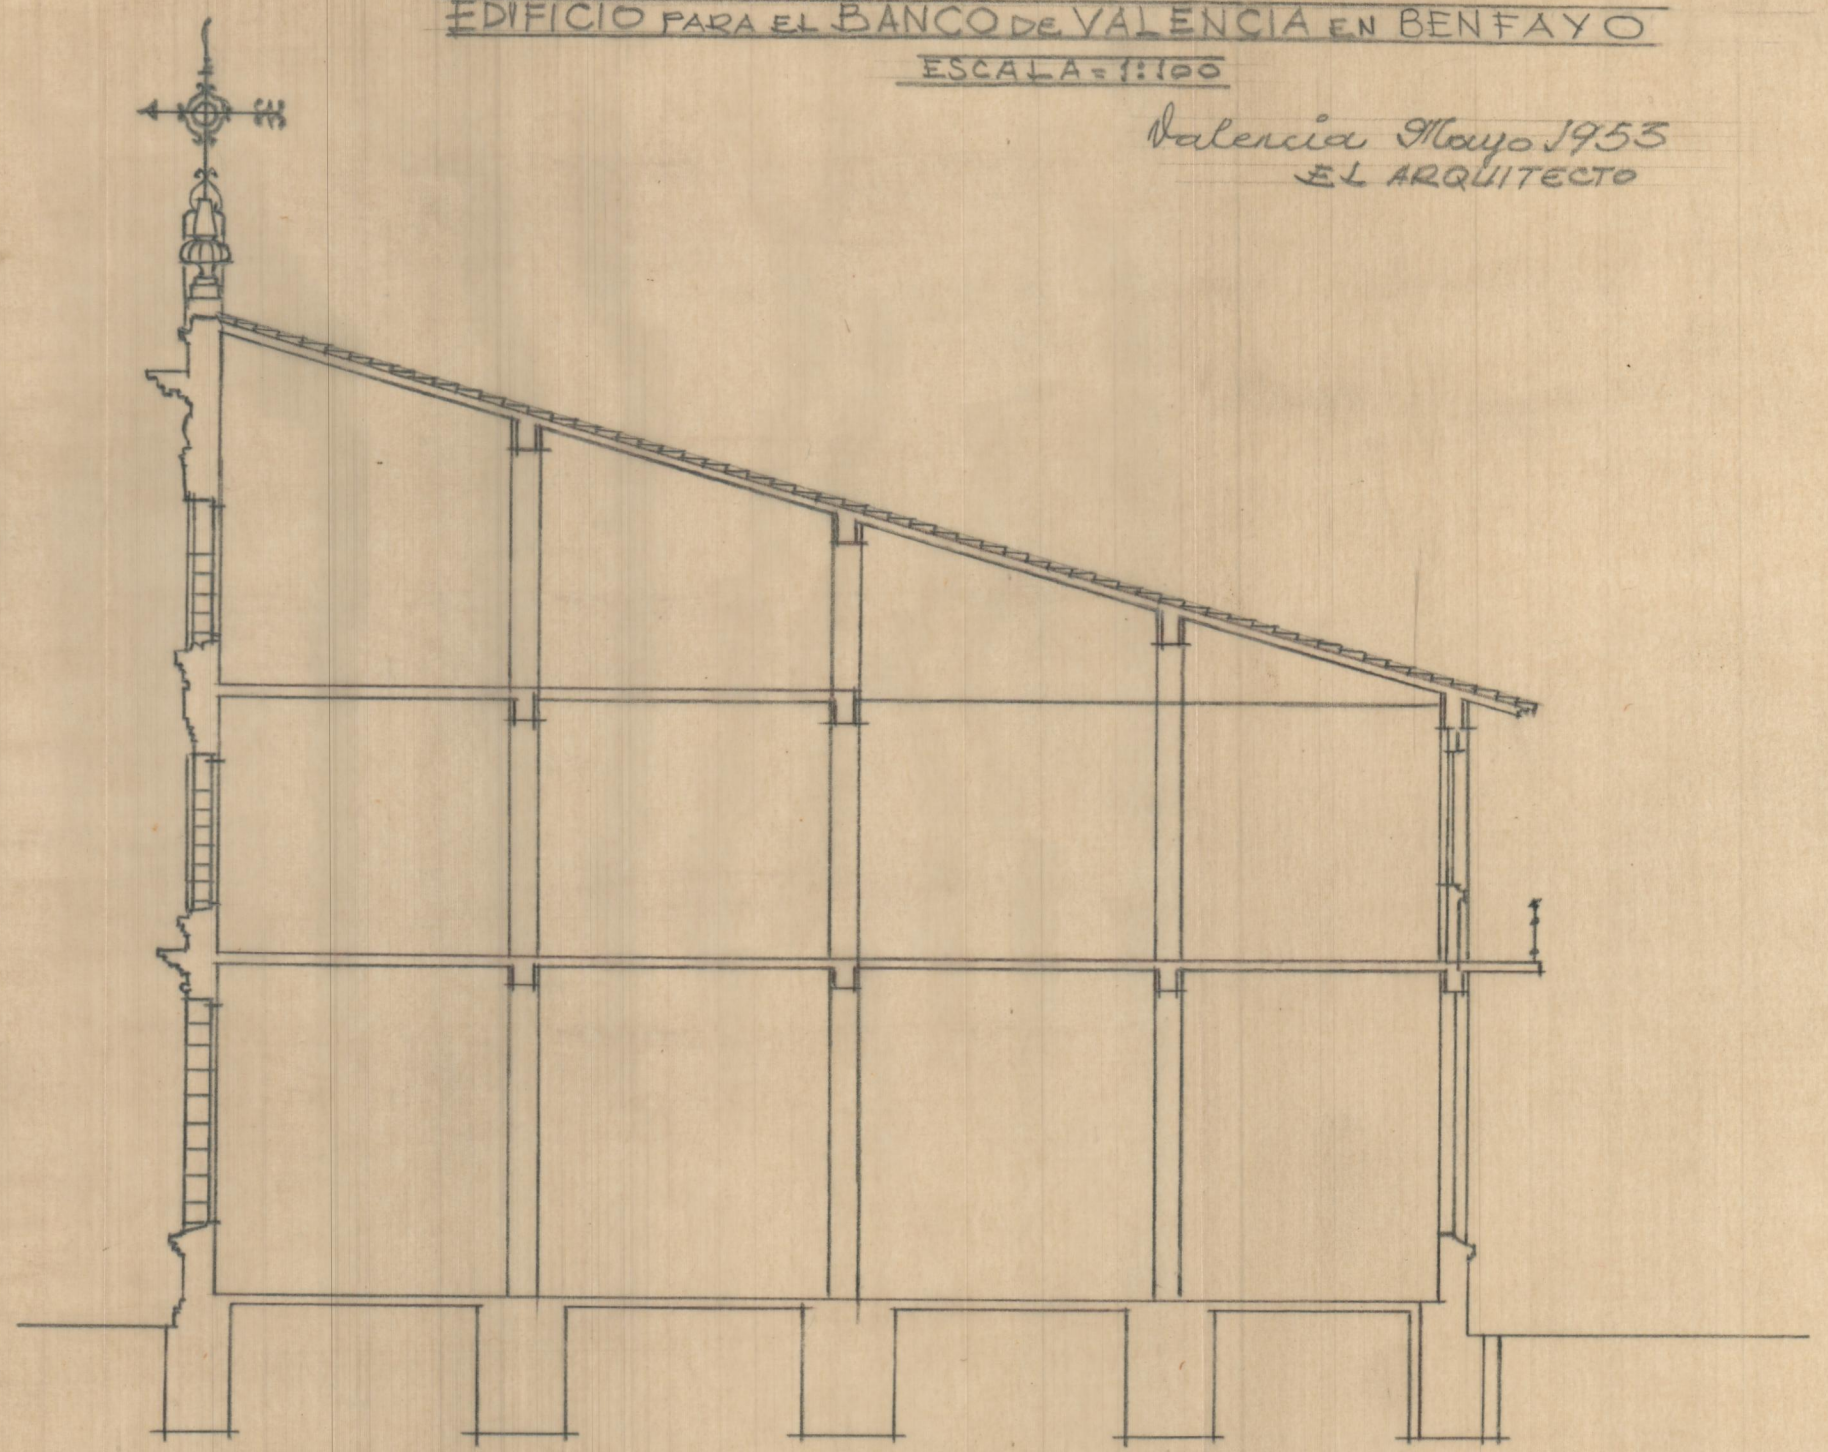 EDIFICIO PARA EL BANCO DE VALENCIA EN BENFAYO
ESCALA = 1:100
Valencia Mayo 1953
EL ARQUITECTO